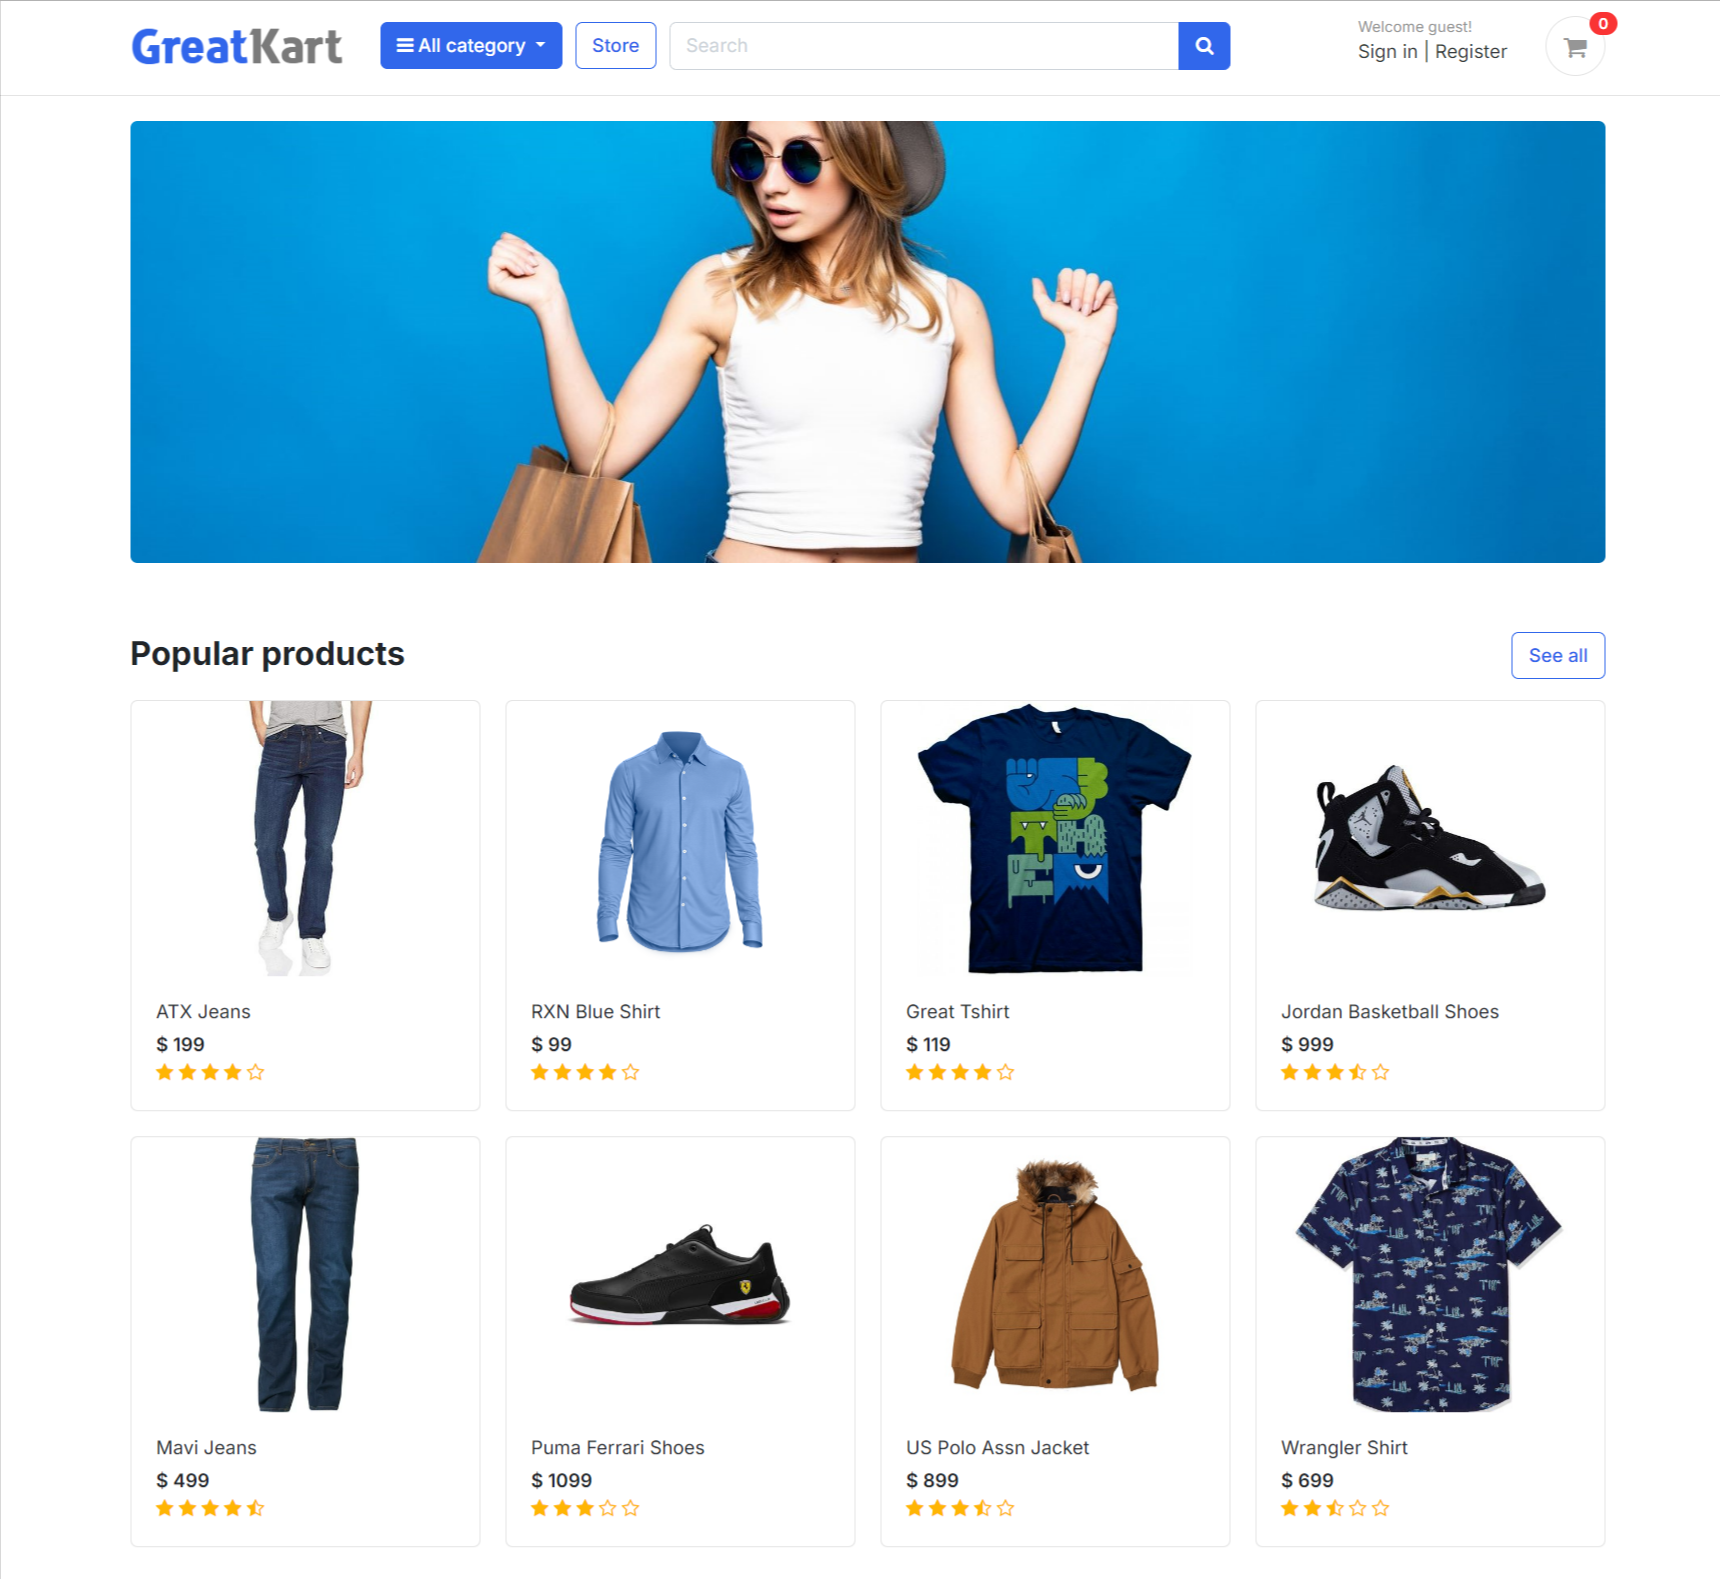 GreatKart
All category
Store
Search
Welcome guest!
Sign in | Register
0
Popular products
See all
ATX Jeans
$ 199
RXN Blue Shirt
$ 99
Great Tshirt
$ 119
Jordan Basketball Shoes
$ 999
Mavi Jeans
$ 499
Puma Ferrari Shoes
$ 1099
US Polo Assn Jacket
$ 899
Wrangler Shirt
$ 699